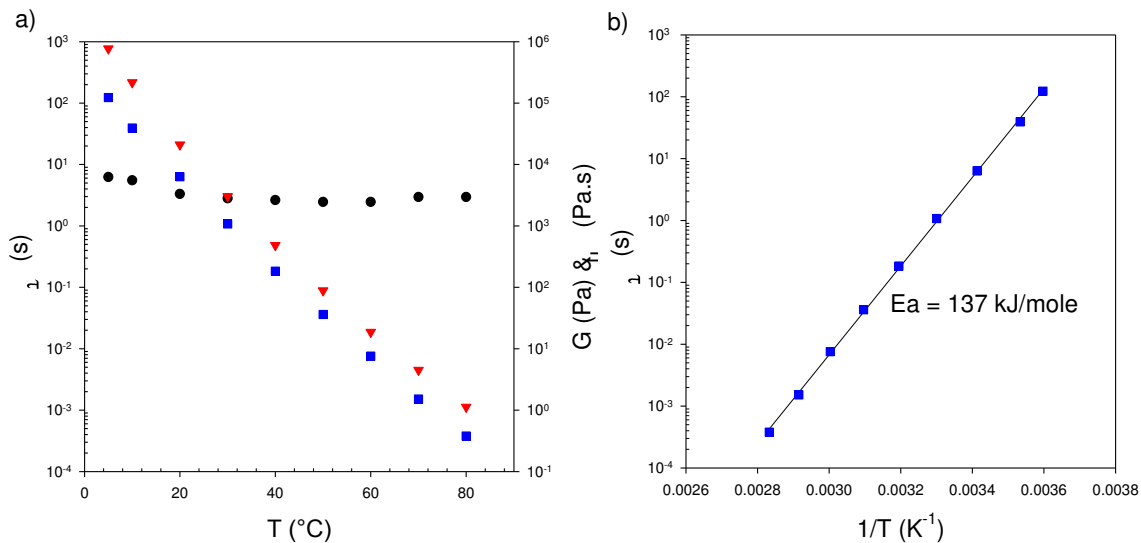 a)
10³
10²
10¹
10⁰
10⁻¹
10⁻²
10⁻³
10⁻⁴
τ (s)
0 20 40 60 80
T (°C)
10⁶
10⁵
10⁴
10³
10²
10¹
10⁰
10⁻¹
G (Pa) & η (Pa.s)
b)
10³
10²
10¹
10⁰
10⁻¹
10⁻²
10⁻³
10⁻⁴
τ (s)
Ea = 137 kJ/mole
0.0026 0.0028 0.0030 0.0032 0.0034 0.0036 0.0038
1/T (K⁻¹)